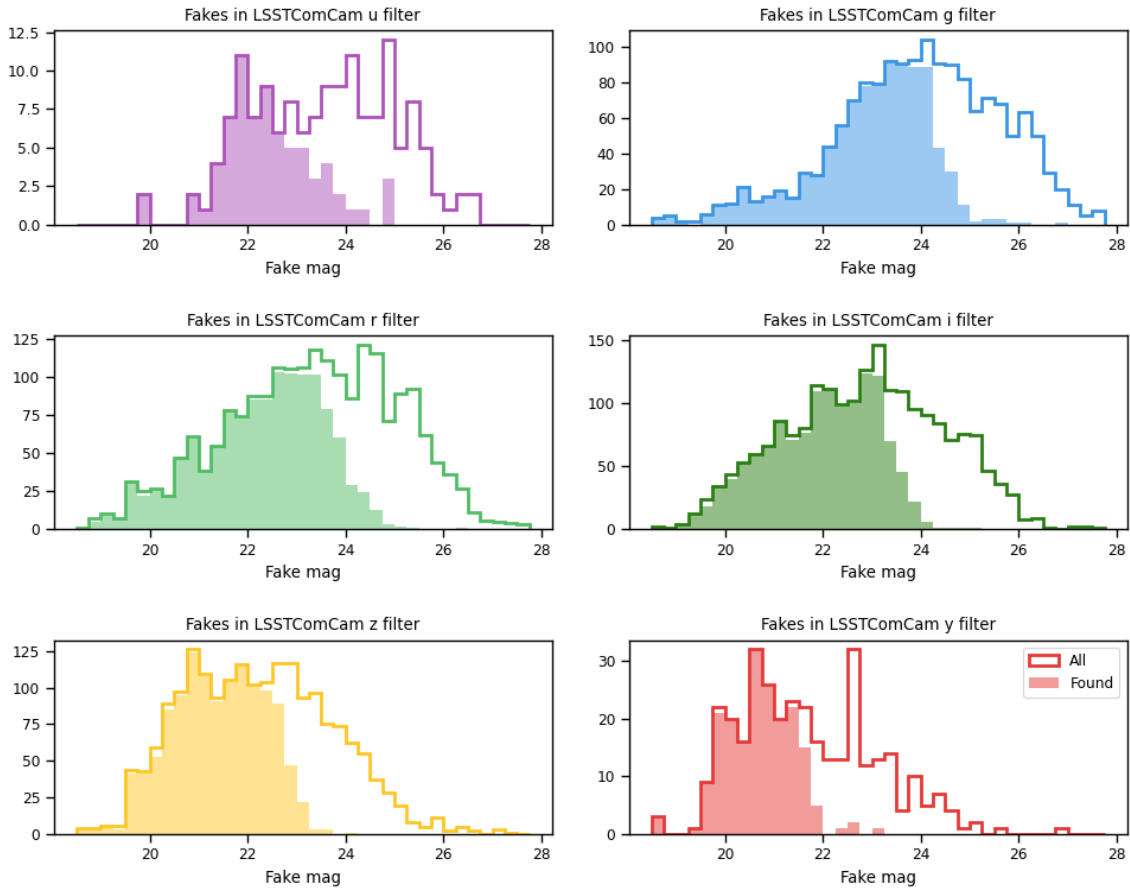 Fakes in LSSTComCam u filter
12.5
10.0
7.5
5.0
2.5
0.0
20 22 24 26 28
Fake mag
Fakes in LSSTComCam g filter
100
80
60
40
20
0
20 22 24 26 28
Fake mag
Fakes in LSSTComCam r filter
125
100
75
50
25
0
20 22 24 26 28
Fake mag
Fakes in LSSTComCam i filter
150
100
50
0
20 22 24 26 28
Fake mag
Fakes in LSSTComCam z filter
125
100
75
50
25
0
20 22 24 26 28
Fake mag
Fakes in LSSTComCam y filter
All
Found
30
20
10
0
20 22 24 26 28
Fake mag